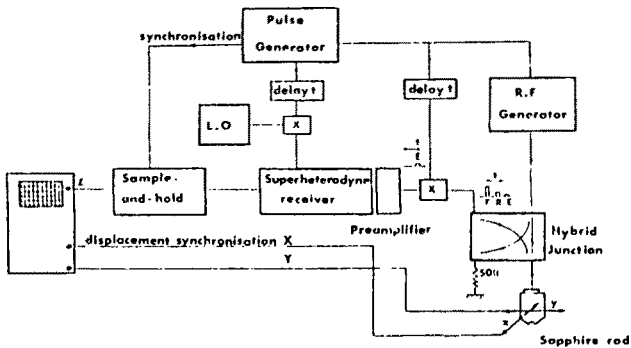 Pulse
Generator
synchronisation
delay t
delay t
R.F
Generator
L.O
X
t
E
t
Z
Sample-
and-hold
Superheterodyne
receiver
X
F R E
Preamplifier
Hybrid
Junction
displacement synchronisation X
Y
50Ω
x
y
Sapphire rod